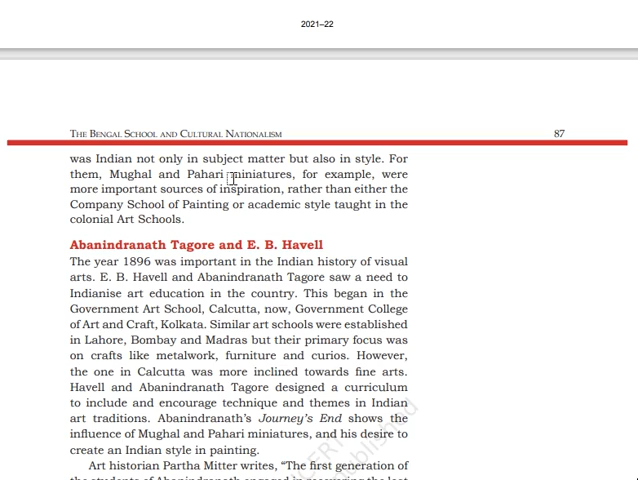 2021–22
THE BENGAL SCHOOL AND CULTURAL NATIONALISM 87
was Indian not only in subject matter but also in style. For
them, Mughal and Pahari miniatures, for example, were
more important sources of inspiration, rather than either the
Company School of Painting or academic style taught in the
colonial Art Schools.
Abanindranath Tagore and E. B. Havell
The year 1896 was important in the Indian history of visual
arts. E. B. Havell and Abanindranath Tagore saw a need to
Indianise art education in the country. This began in the
Government Art School, Calcutta, now, Government College
of Art and Craft, Kolkata. Similar art schools were established
in Lahore, Bombay and Madras but their primary focus was
on crafts like metalwork, furniture and curios. However,
the one in Calcutta was more inclined towards fine arts.
Havell and Abanindranath Tagore designed a curriculum
to include and encourage technique and themes in Indian
art traditions. Abanindranath’s Journey’s End shows the
influence of Mughal and Pahari miniatures, and his desire to
create an Indian style in painting.
Art historian Partha Mitter writes, “The first generation of